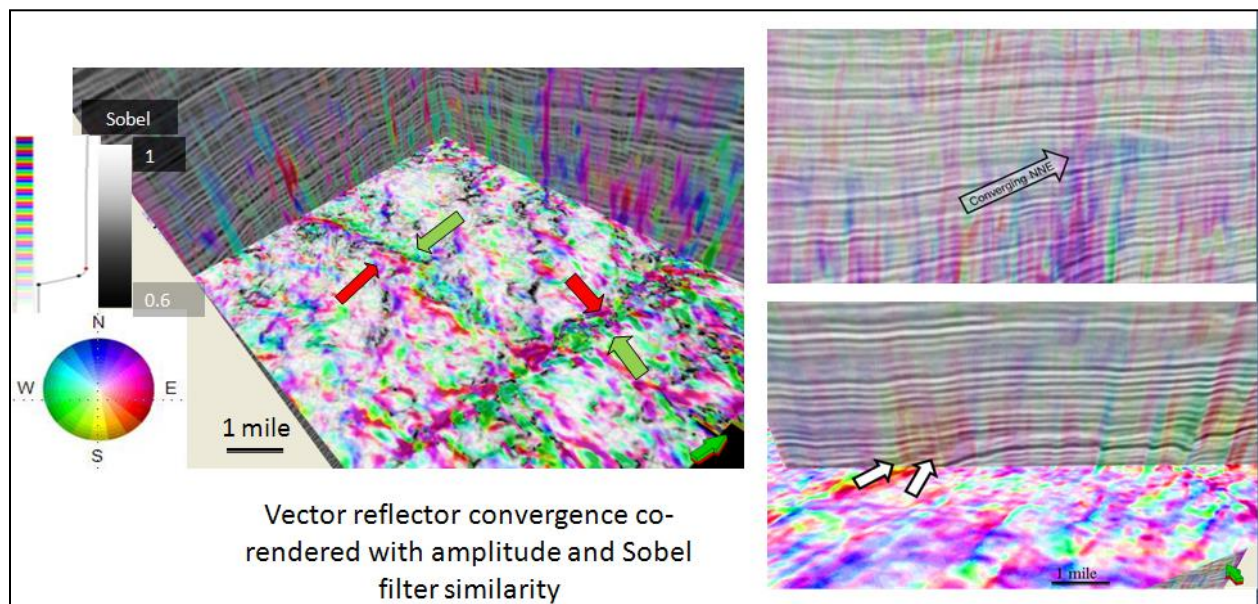 Sobel
1
0.6
N
W
E
S
1 mile
Vector reflector convergence co-
rendered with amplitude and Sobel
filter similarity
Converging NNE
1 mile